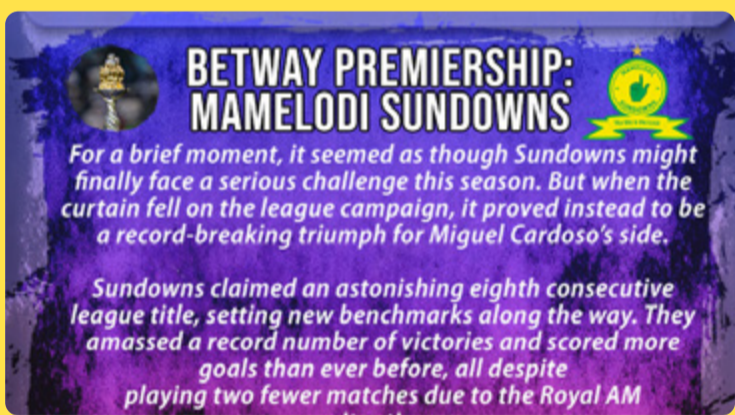 BETWAY PREMIERSHIP:
MAMELODI SUNDOWNS
For a brief moment, it seemed as though Sundowns might
finally face a serious challenge this season. But when the
curtain fell on the league campaign, it proved instead to be
a record-breaking triumph for Miguel Cardoso's side.
Sundowns claimed an astonishing eighth consecutive
league title, setting new benchmarks along the way. They
amassed a record number of victories and scored more
goals than ever before, all despite
playing two fewer matches due to the Royal AM